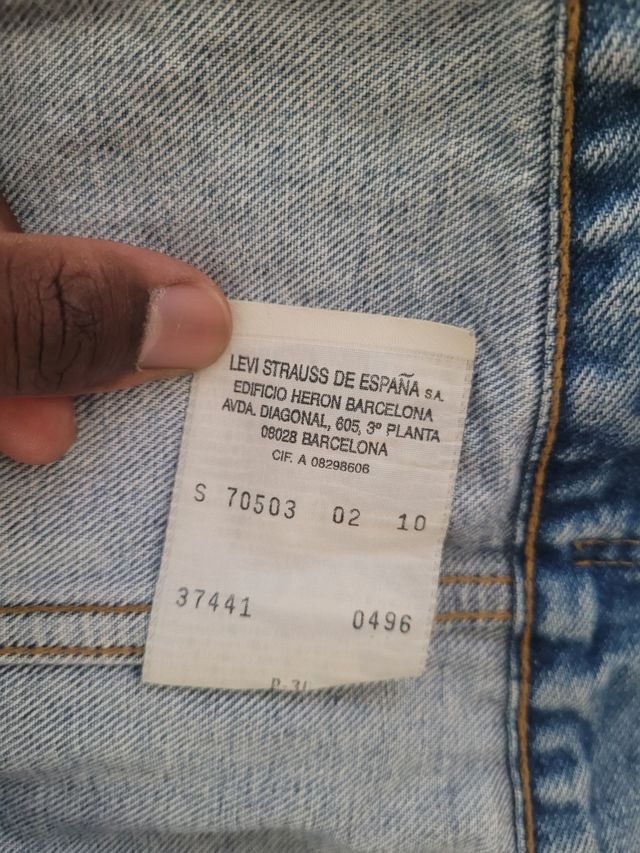 LEVI STRAUSS DE ESPAÑA S.A.
EDIFICIO HERON BARCELONA
AVDA. DIAGONAL, 605, 3º PLANTA
08028 BARCELONA
CIF. A 08298606
S 70503 02 10
37441 0496